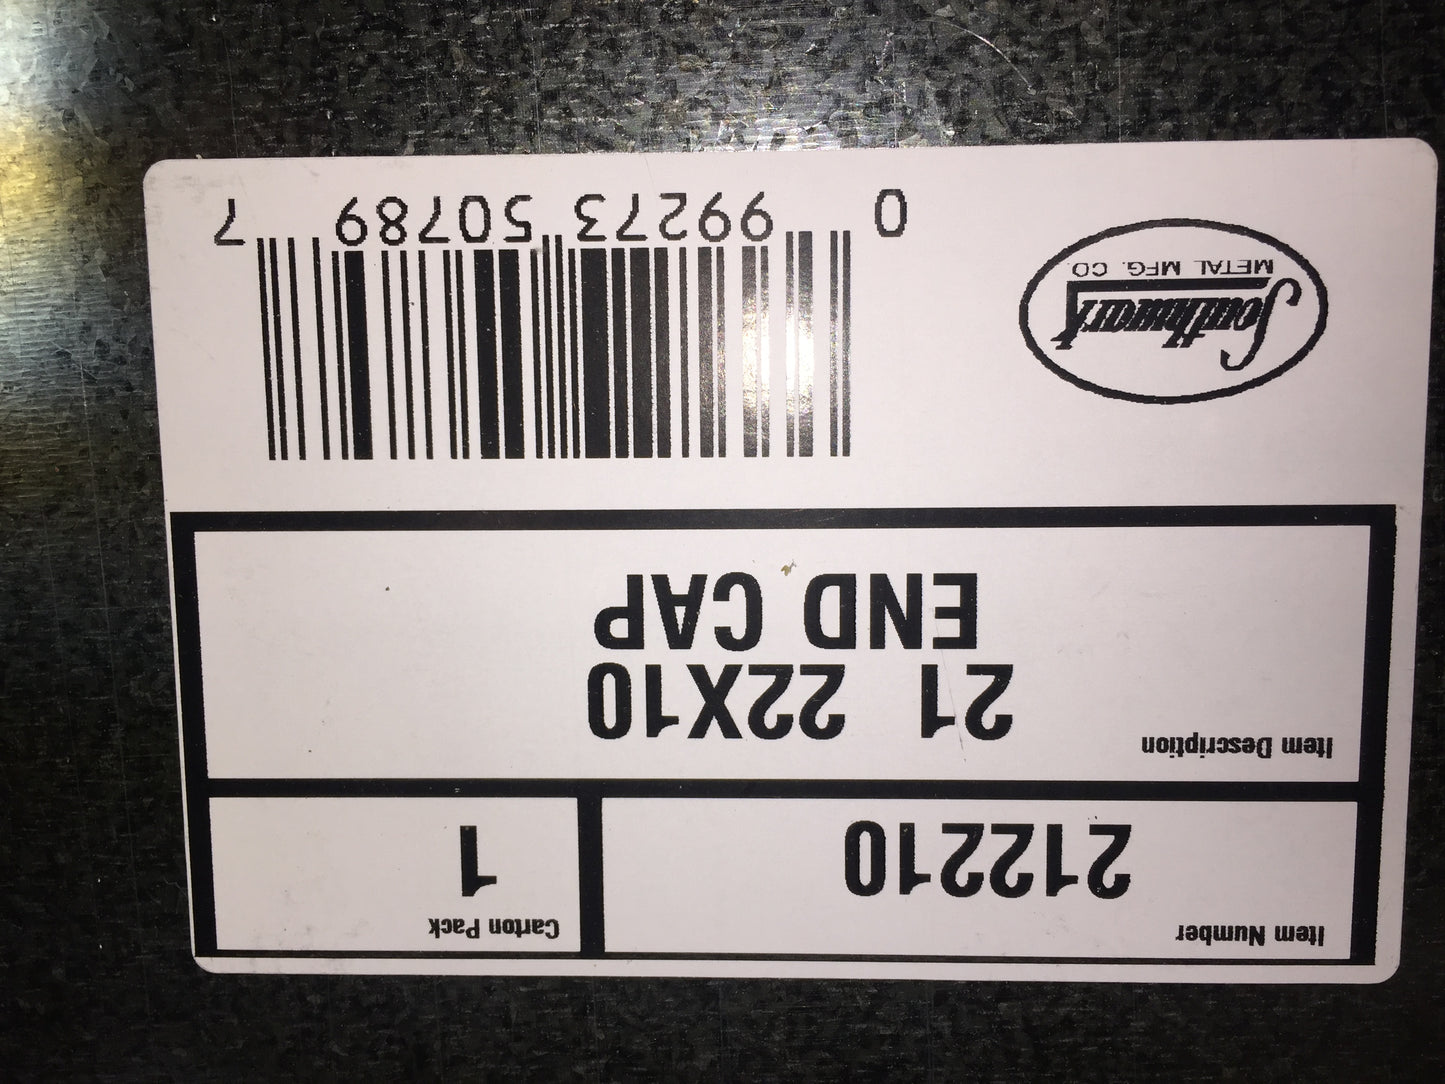 Item Number
212210
Carton Pack
1
Item Description
21 22X10
END CAP
Southwark
METAL MFG. CO.
0 99273 50789 7